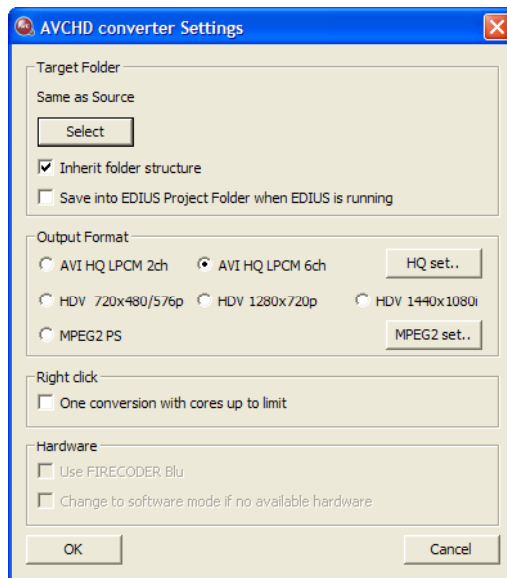 AVCHD converter Settings
Target Folder
Same as Source
Select
Inherit folder structure
Save into EDIUS Project Folder when EDIUS is running
Output Format
AVI HQ LPCM 2ch AVI HQ LPCM 6ch HQ set..
HDV 720x480/576p HDV 1280x720p HDV 1440x1080i
MPEG2 PS MPEG2 set..
Right click
One conversion with cores up to limit
Hardware
Use FIRECODER Blu
Change to software mode if no available hardware
OK Cancel